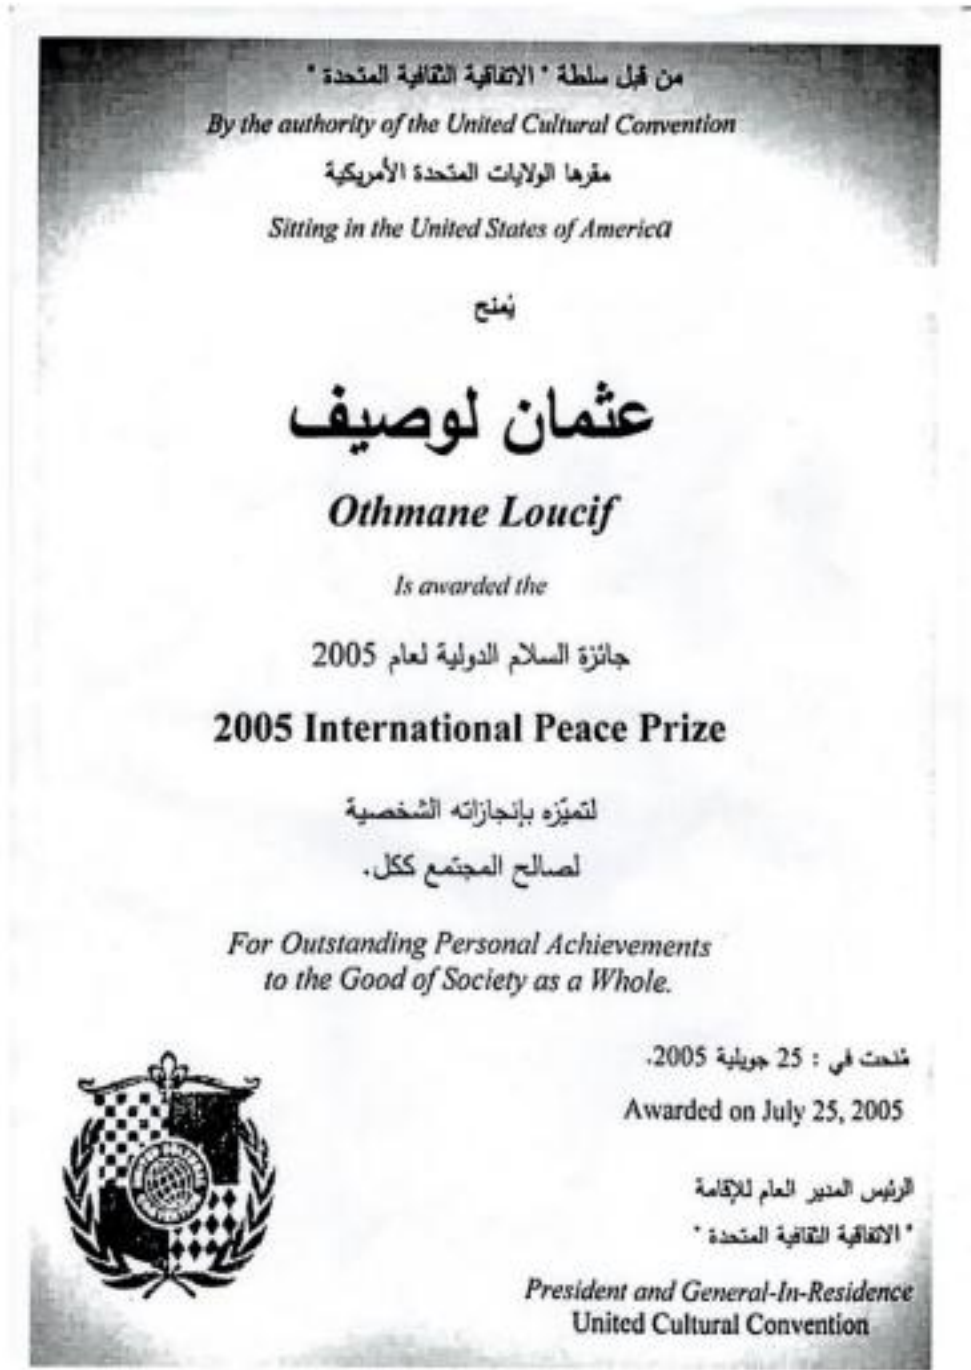 من قبل سلطة " الاتفاقية الثقافية المتحدة "
By the authority of the United Cultural Convention
مقرها الولايات المتحدة الأمريكية
Sitting in the United States of America
يُمنح
عثمان لوصيف
Othmane Loucif
Is awarded the
جائزة السلام الدولية لعام 2005
2005 International Peace Prize
لتميّزه بإنجازاته الشخصية
لصالح المجتمع ككل.
For Outstanding Personal Achievements
to the Good of Society as a Whole.
مُنحت في : 25 جويلية 2005.
Awarded on July 25, 2005
الرئيس المدير العام للإقامة
" الاتفاقية الثقافية المتحدة "
President and General-In-Residence
United Cultural Convention